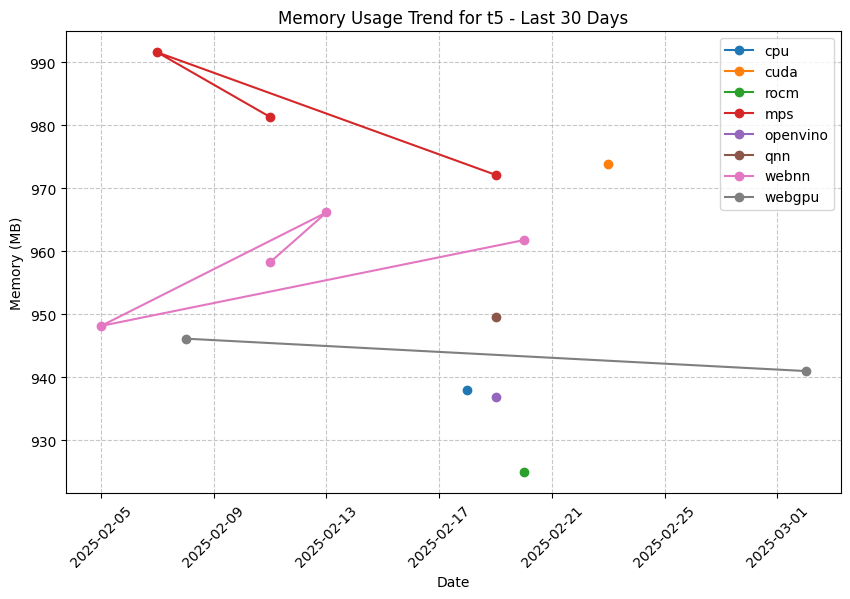 Memory Usage Trend for t5 - Last 30 Days
Memory (MB)
990
980
970
960
950
940
930
cpu
cuda
rocm
mps
openvino
qnn
webnn
webgpu
2025-02-05
2025-02-09
2025-02-13
2025-02-17
2025-02-21
2025-02-25
2025-03-01
Date